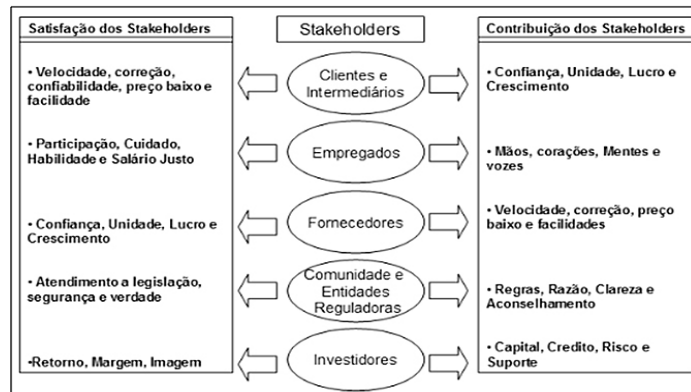 Satisfação dos Stakeholders
• Velocidade, correção,
confiabilidade, preço baixo e
facilidade
• Participação, Cuidado,
Habilidade e Salário Justo
• Confiança, Unidade, Lucro e
Crescimento
• Atendimento a legislação,
segurança e verdade
•Retorno, Margem, Imagem
Stakeholders
Clientes e
Intermediários
Empregados
Fornecedores
Comunidade e
Entidades
Reguladoras
Investidores
Contribuição dos Stakeholders
• Confiança, Unidade, Lucro e
Crescimento
• Mãos, corações, Mentes e
vozes
• Velocidade, correção, preço
baixo e facilidades
• Regras, Razão, Clareza e
Aconselhamento
• Capital, Credito, Risco e
Suporte